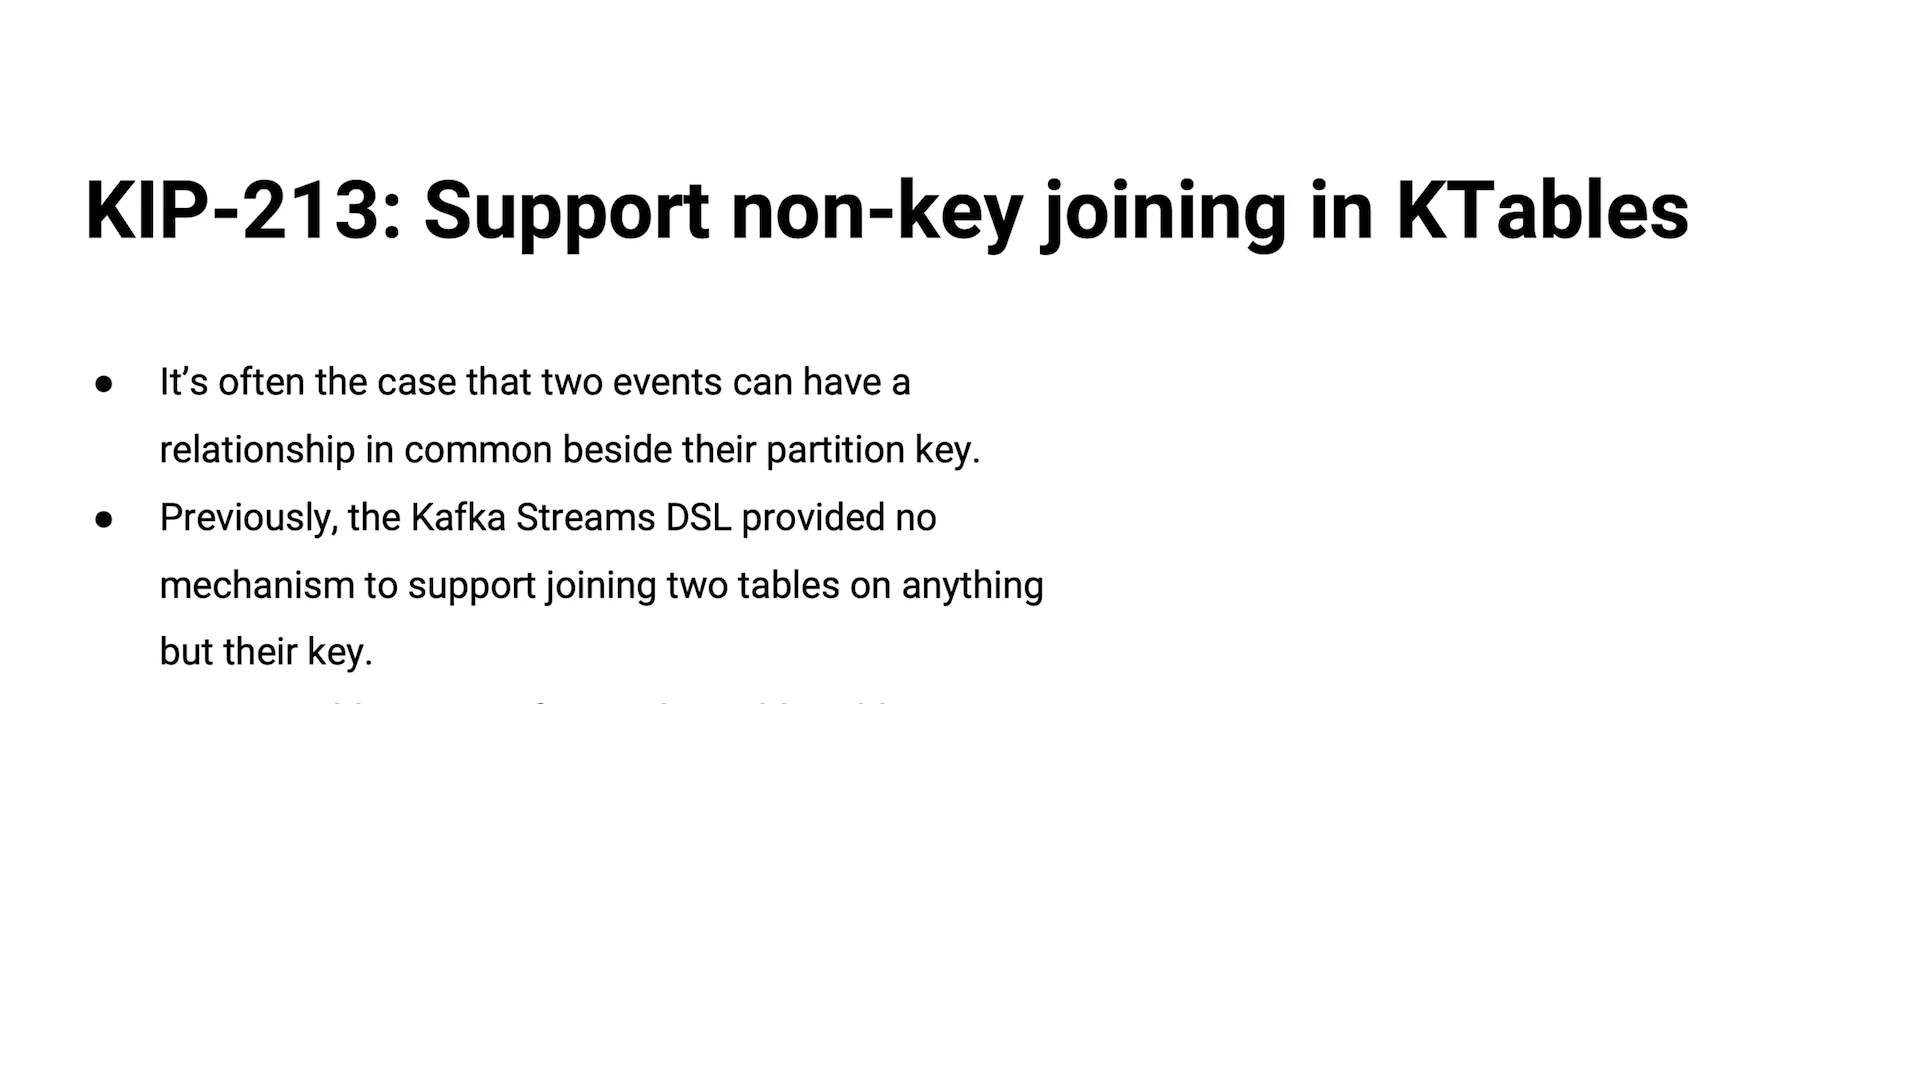 KIP-213: Support non-key joining in KTables
● It’s often the case that two events can have a
relationship in common beside their partition key.
● Previously, the Kafka Streams DSL provided no
mechanism to support joining two tables on anything
but their key.